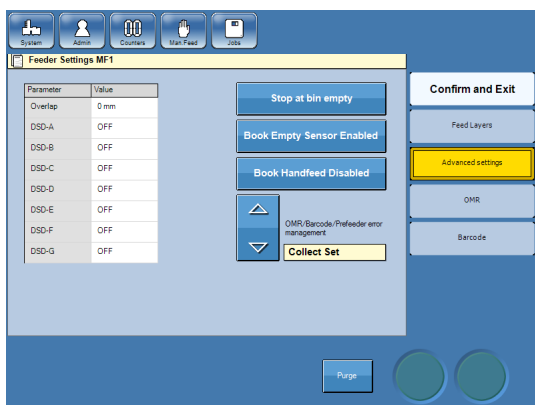 System
Admin
Counters
Man.Feed
Jobs
Feeder Settings MF1
Parameter Value
Overlap 0 mm
DSD-A OFF
DSD-B OFF
DSD-C OFF
DSD-D OFF
DSD-E OFF
DSD-F OFF
DSD-G OFF
Stop at bin empty
Book Empty Sensor Enabled
Book Handfeed Disabled
OMR/Barcode/Prefeeder error
management
Collect Set
Confirm and Exit
Feed Layers
Advanced settings
OMR
Barcode
Purge